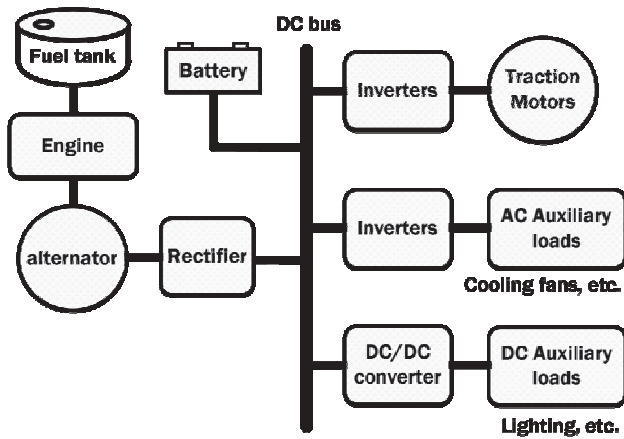 DC bus
Fuel tank
Battery
Inverters
Traction
Motors
Engine
Inverters
AC Auxiliary
loads
alternator
Rectifier
Cooling fans, etc.
DC/DC
converter
DC Auxiliary
loads
Lighting, etc.